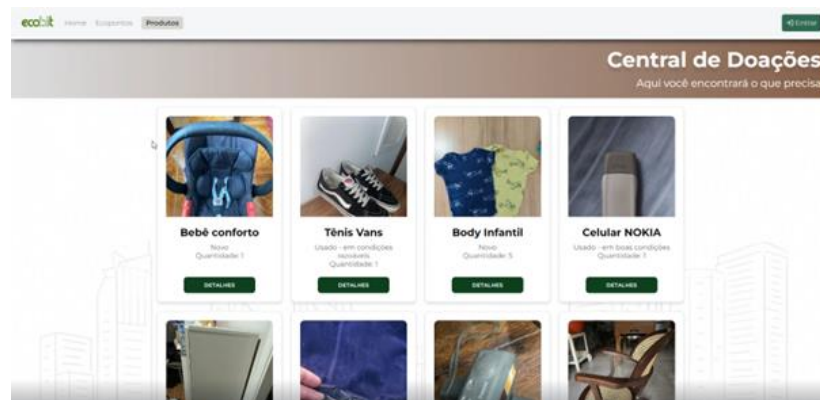 ecobit Home Ecopontos Produtos Entrar
Central de Doações
Aqui você encontrará o que precisa
Bebê conforto
Novo
Quantidade: 1
DETALHES
Tênis Vans
Usado - em condições
razoáveis
Quantidade: 1
DETALHES
Body Infantil
Novo
Quantidade: 5
DETALHES
Celular NOKIA
Usado - em boas condições
Quantidade: 1
DETALHES